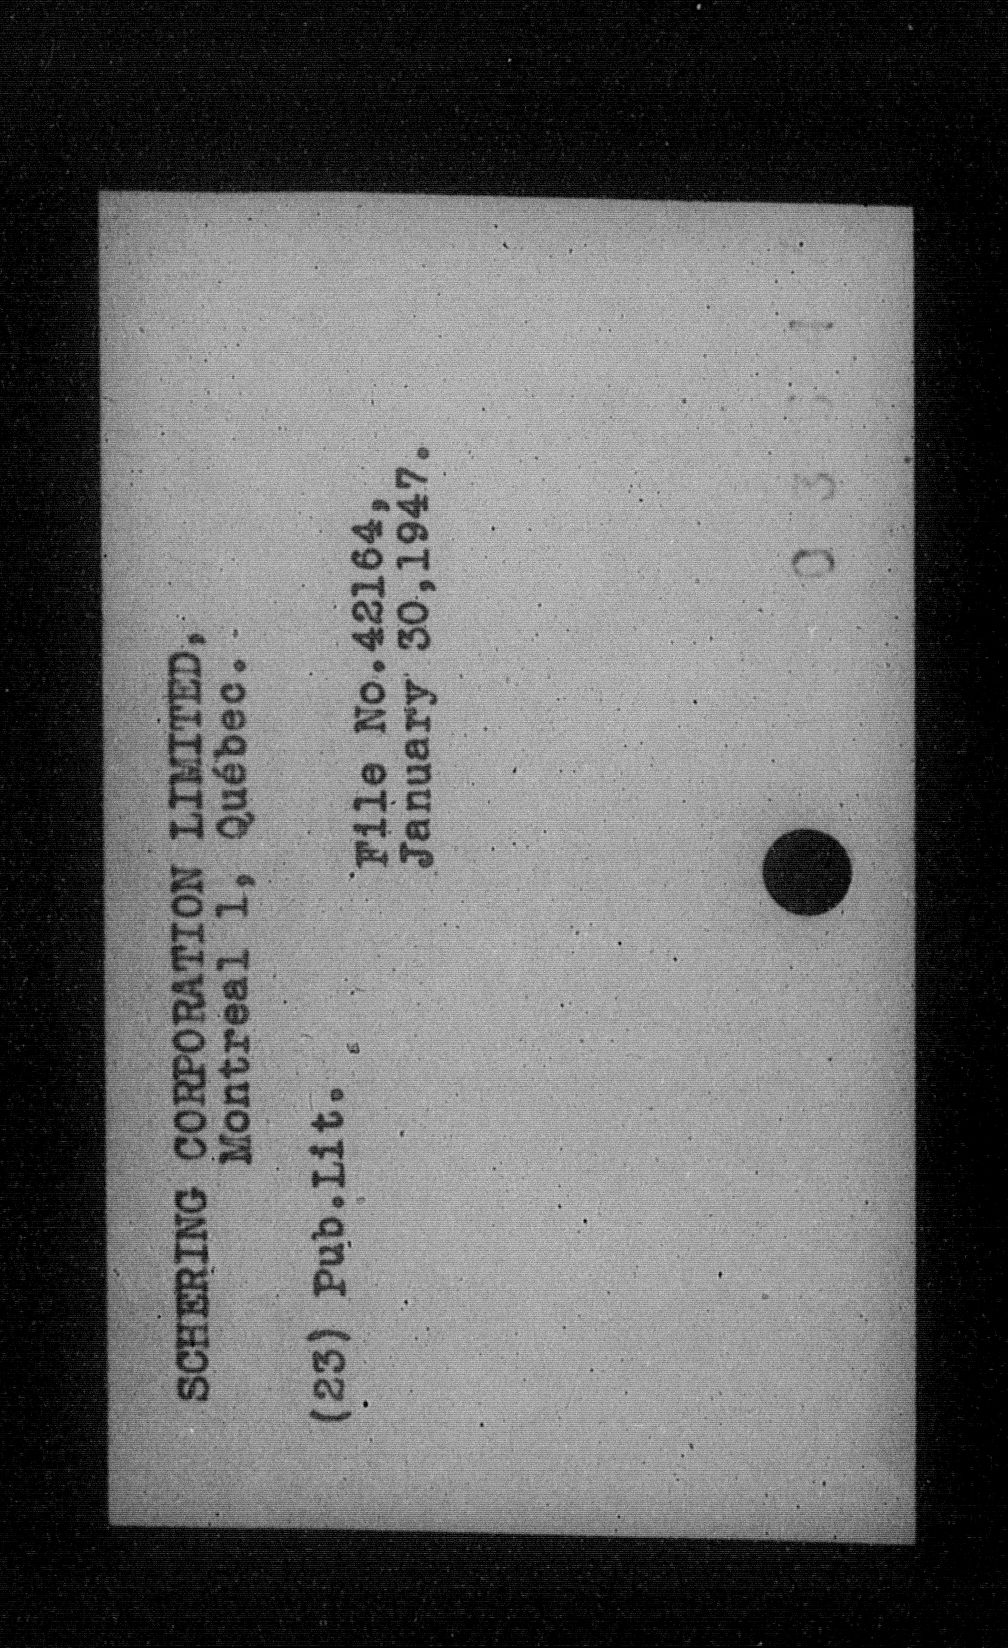 SCHERING CORPORATION LIMITED,
Montreal 1, Québec.
(23) Pub.Lit.
File No.42164,
January 30,1947.